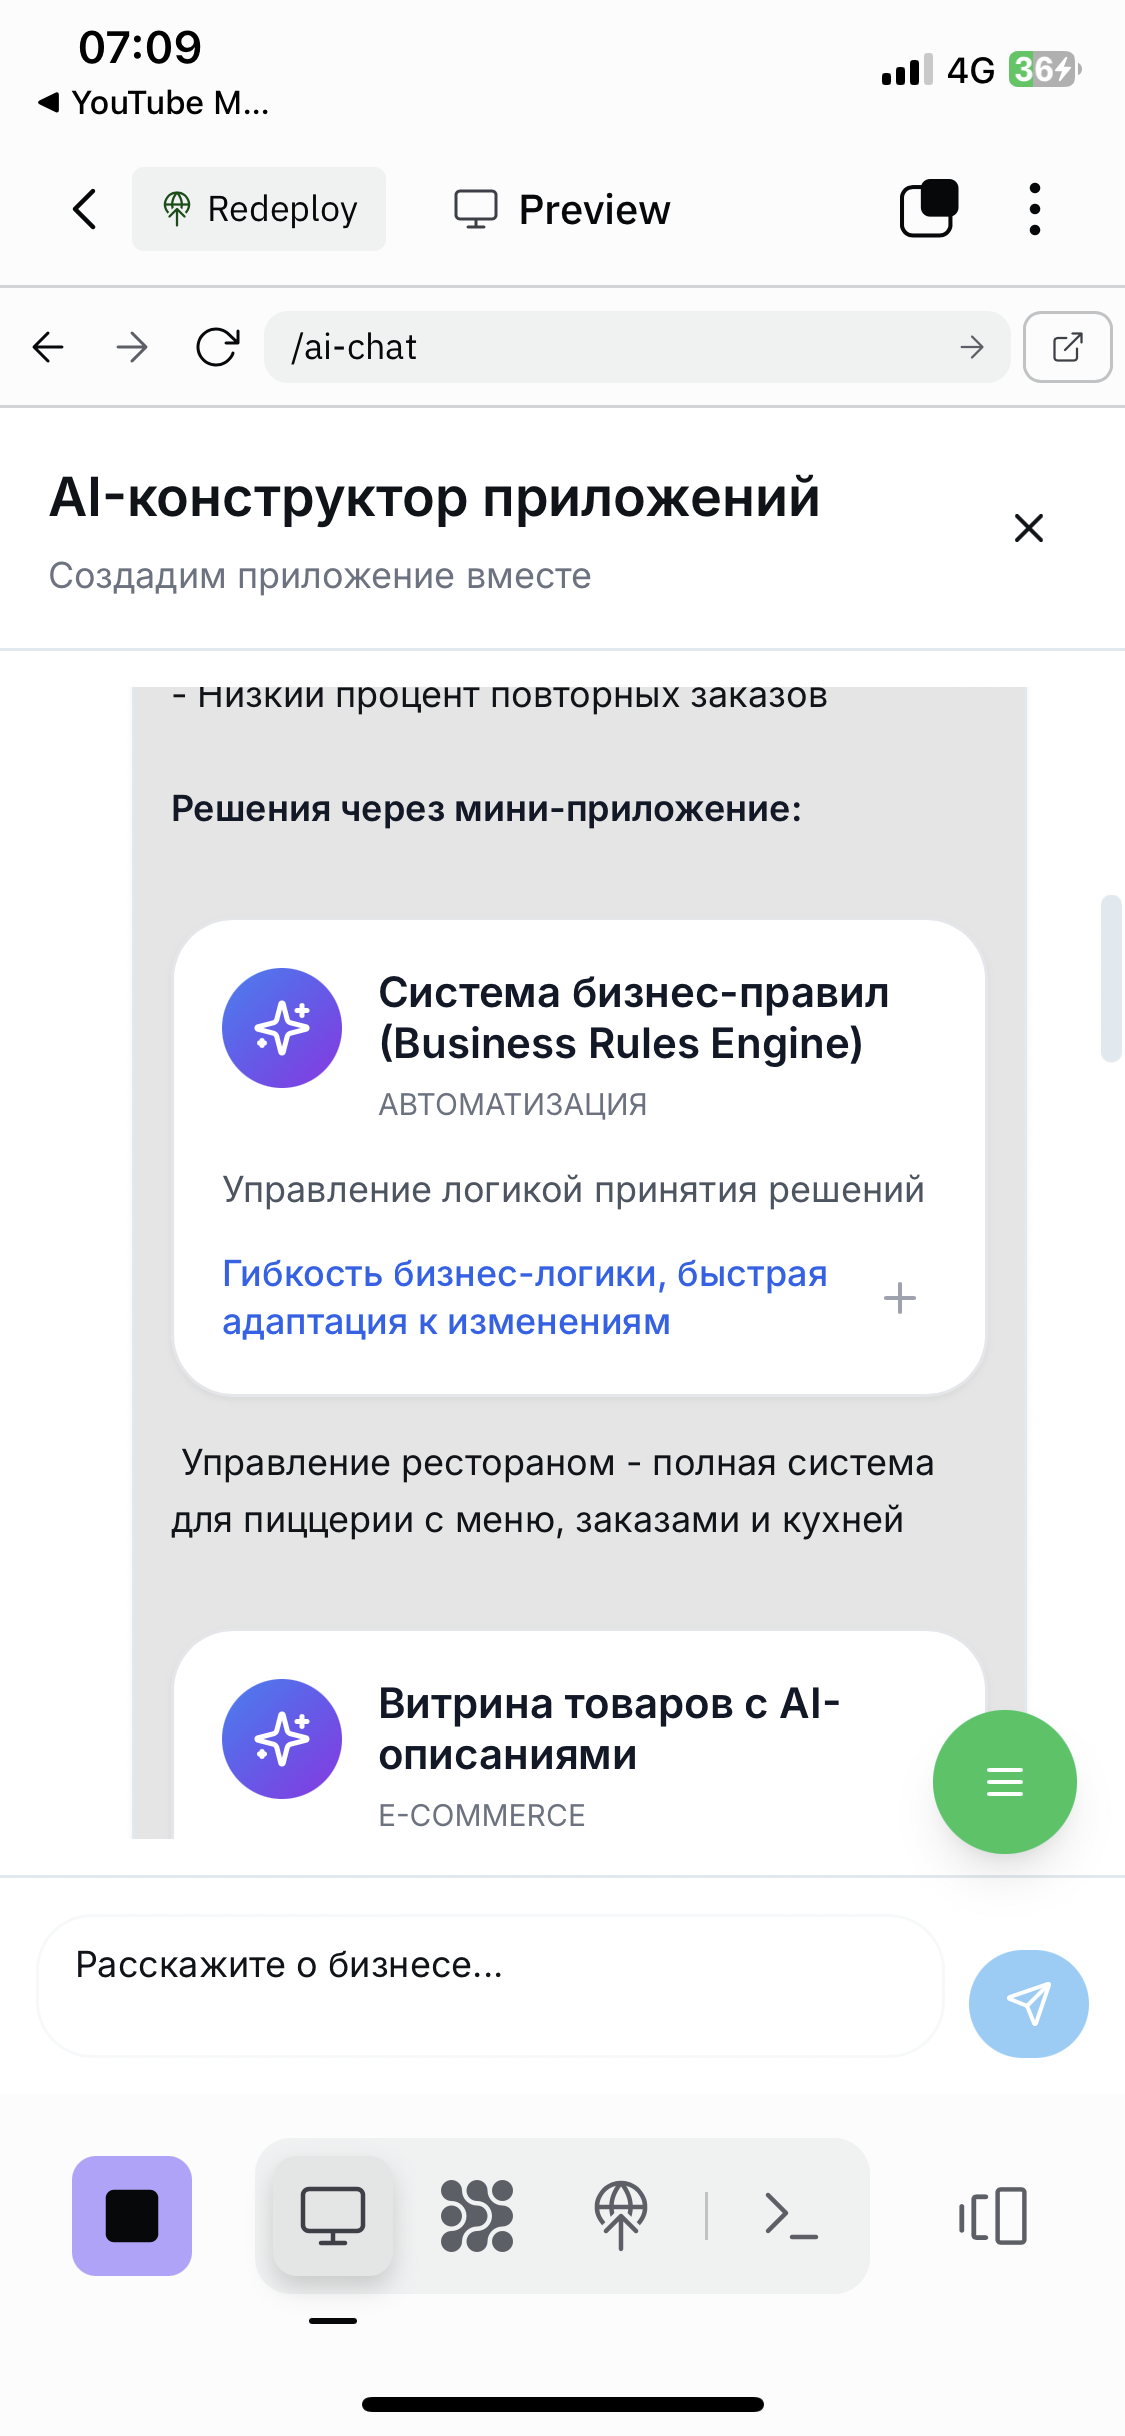 07:09
YouTube M...
4G
36
Redeploy
Preview
/ai-chat
AI-конструктор приложений
Создадим приложение вместе
- Низкий процент повторных заказов
Решения через мини-приложение:
Система бизнес-правил
(Business Rules Engine)
АВТОМАТИЗАЦИЯ
Управление логикой принятия решений
Гибкость бизнес-логики, быстрая
адаптация к изменениям
Управление рестораном - полная система
для пиццерии с меню, заказами и кухней
Витрина товаров с AI-
описаниями
E-COMMERCE
Расскажите о бизнесе...